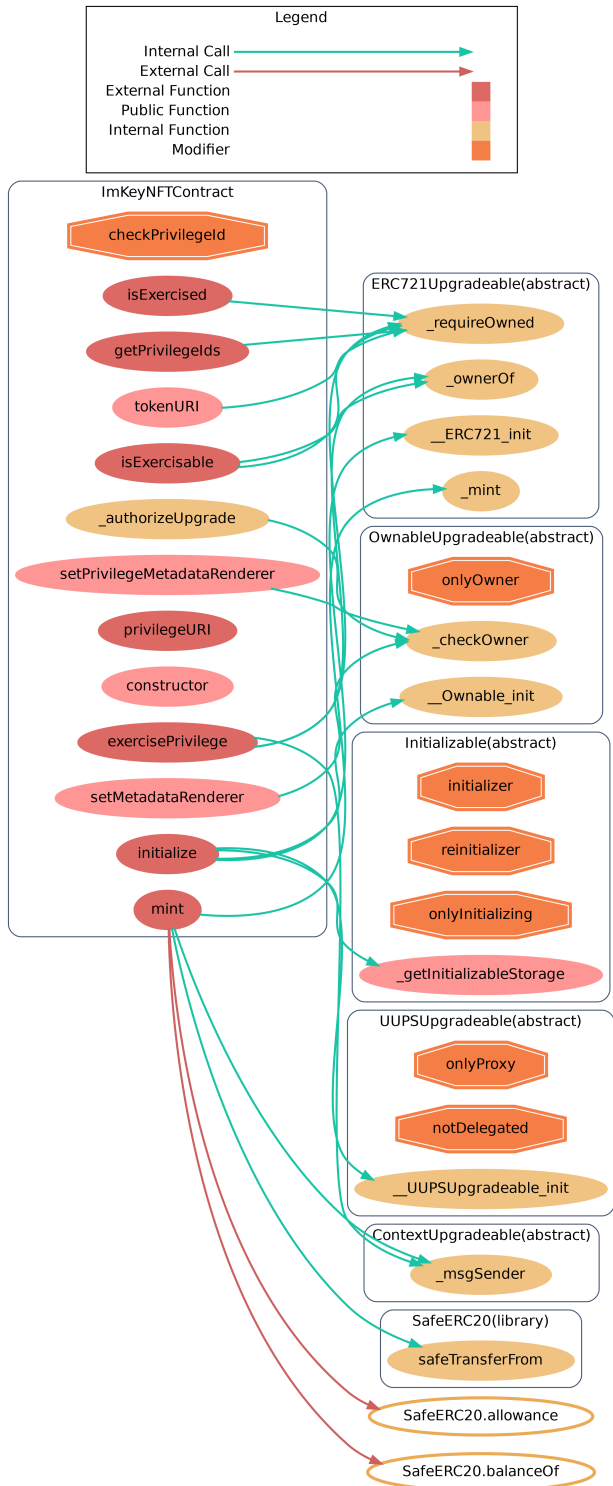 Legend
Internal Call
External Call
External Function
Public Function
Internal Function
Modifier
ImKeyNFTContract
checkPrivilegeId
isExercised
getPrivilegeIds
tokenURI
isExercisable
_authorizeUpgrade
setPrivilegeMetadataRenderer
privilegeURI
constructor
exercisePrivilege
setMetadataRenderer
initialize
mint
ERC721Upgradeable(abstract)
_requireOwned
_ownerOf
__ERC721_init
_mint
OwnableUpgradeable(abstract)
onlyOwner
_checkOwner
__Ownable_init
Initializable(abstract)
initializer
reinitializer
onlyInitializing
_getInitializableStorage
UUPSUpgradeable(abstract)
onlyProxy
notDelegated
__UUPSUpgradeable_init
ContextUpgradeable(abstract)
_msgSender
SafeERC20(library)
safeTransferFrom
SafeERC20.allowance
SafeERC20.balanceOf